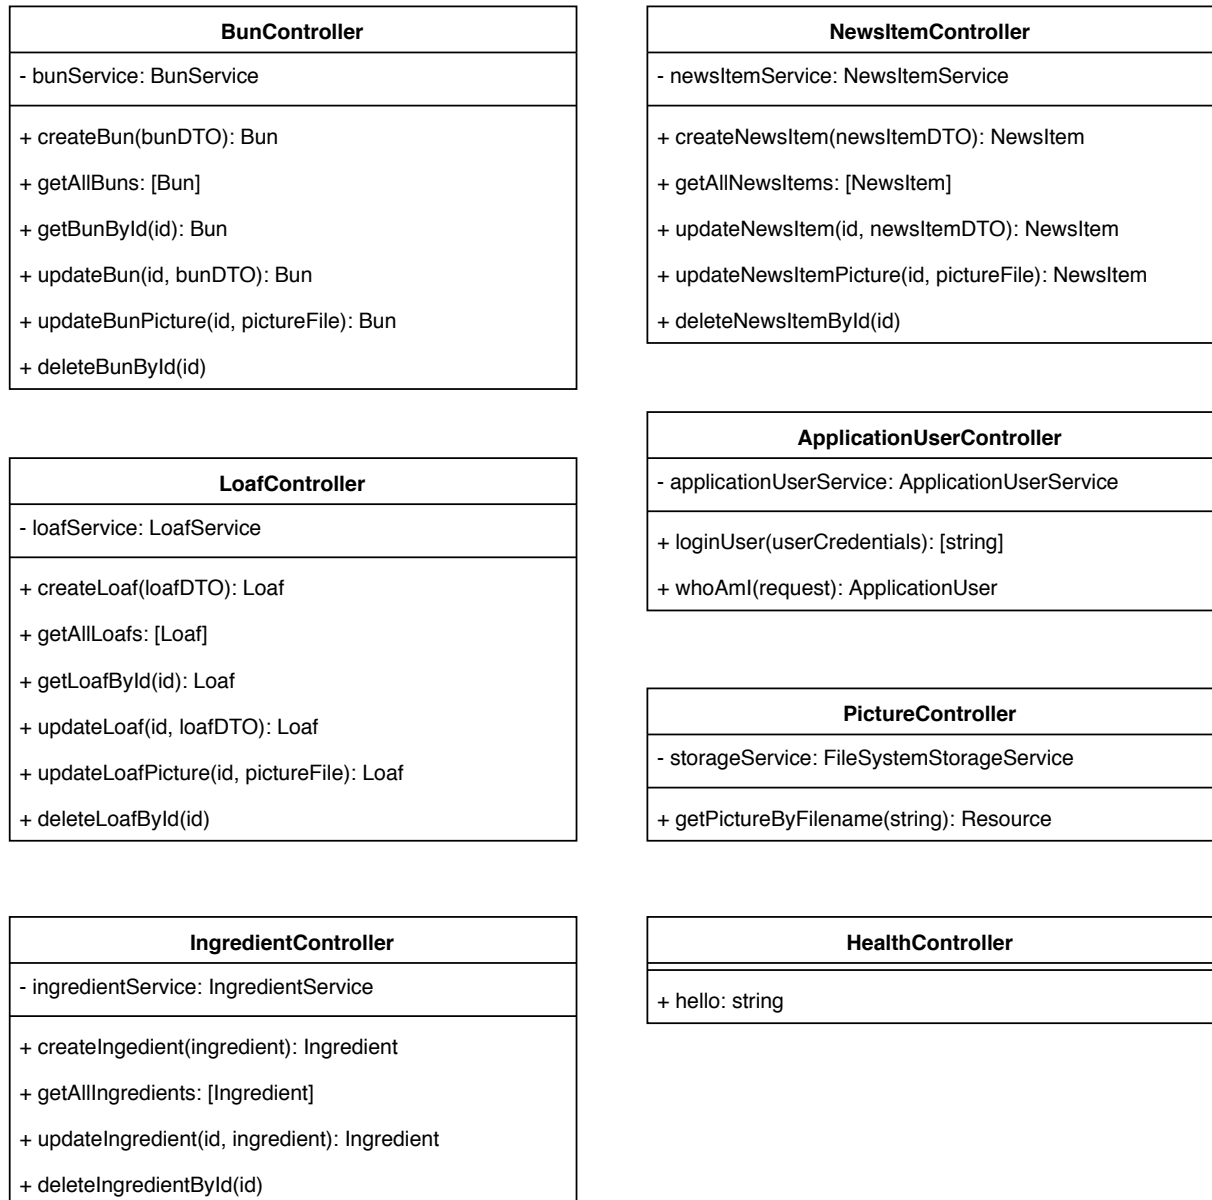 BunController
- bunService: BunService
+ createBun(bunDTO): Bun
+ getAllBuns: [Bun]
+ getBunById(id): Bun
+ updateBun(id, bunDTO): Bun
+ updateBunPicture(id, pictureFile): Bun
+ deleteBunById(id)
LoafController
- loafService: LoafService
+ createLoaf(loafDTO): Loaf
+ getAllLoafs: [Loaf]
+ getLoafById(id): Loaf
+ updateLoaf(id, loafDTO): Loaf
+ updateLoafPicture(id, pictureFile): Loaf
+ deleteLoafById(id)
IngredientController
- ingredientService: IngredientService
+ createIngedient(ingredient): Ingredient
+ getAllIngredients: [Ingredient]
+ updateIngredient(id, ingredient): Ingredient
+ deleteIngredientById(id)
NewsItemController
- newsItemService: NewsItemService
+ createNewsItem(newsItemDTO): NewsItem
+ getAllNewsItems: [NewsItem]
+ updateNewsItem(id, newsItemDTO): NewsItem
+ updateNewsItemPicture(id, pictureFile): NewsItem
+ deleteNewsItemById(id)
ApplicationUserController
- applicationUserService: ApplicationUserService
+ loginUser(userCredentials): [string]
+ whoAmI(request): ApplicationUser
PictureController
- storageService: FileSystemStorageService
+ getPictureByFilename(string): Resource
HealthController
+ hello: string